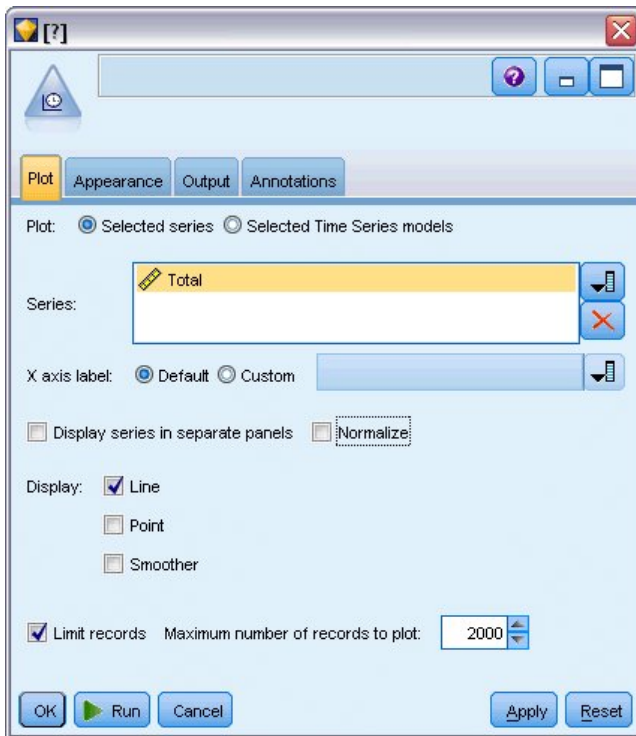 [?]
Plot Appearance Output Annotations
Plot: Selected series Selected Time Series models
Total
Series:
X axis label: Default Custom
Display series in separate panels Normalize
Display: Line
Point
Smoother
Limit records Maximum number of records to plot: 2000
OK Run Cancel Apply Reset